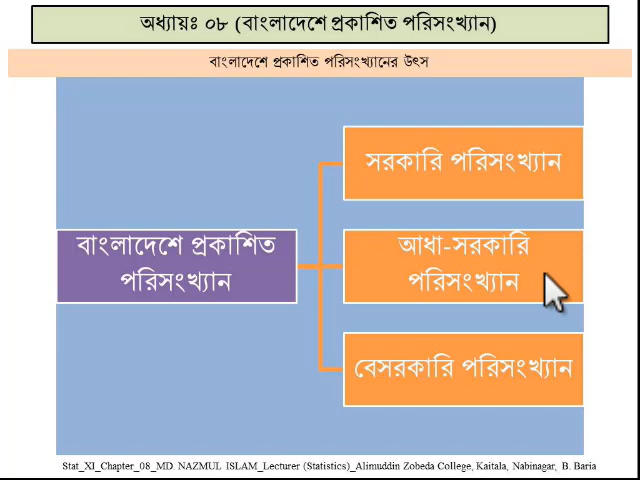 অধ্যায়ঃ ০৮ (বাংলাদেশে প্রকাশিত পরিসংখ্যান)
বাংলাদেশে প্রকাশিত পরিসংখ্যানের উৎস
সরকারি পরিসংখ্যান
বাংলাদেশে প্রকাশিত
পরিসংখ্যান
আধা-সরকারি
পরিসংখ্যান
বেসরকারি পরিসংখ্যান
Stat_XI_Chapter_08_MD. NAZMUL ISLAM_Lecturer (Statistics)_Alimuddin Zobeda College, Kaitala, Nabinagar, B. Baria